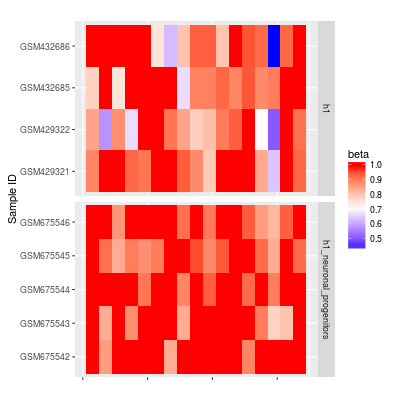 GSM432686
GSM432685
GSM429322
GSM429321
h1
GSM675546
GSM675545
GSM675544
GSM675543
GSM675542
h1_neuronal_progenitors
Sample ID
beta
1.0
0.9
0.8
0.7
0.6
0.5